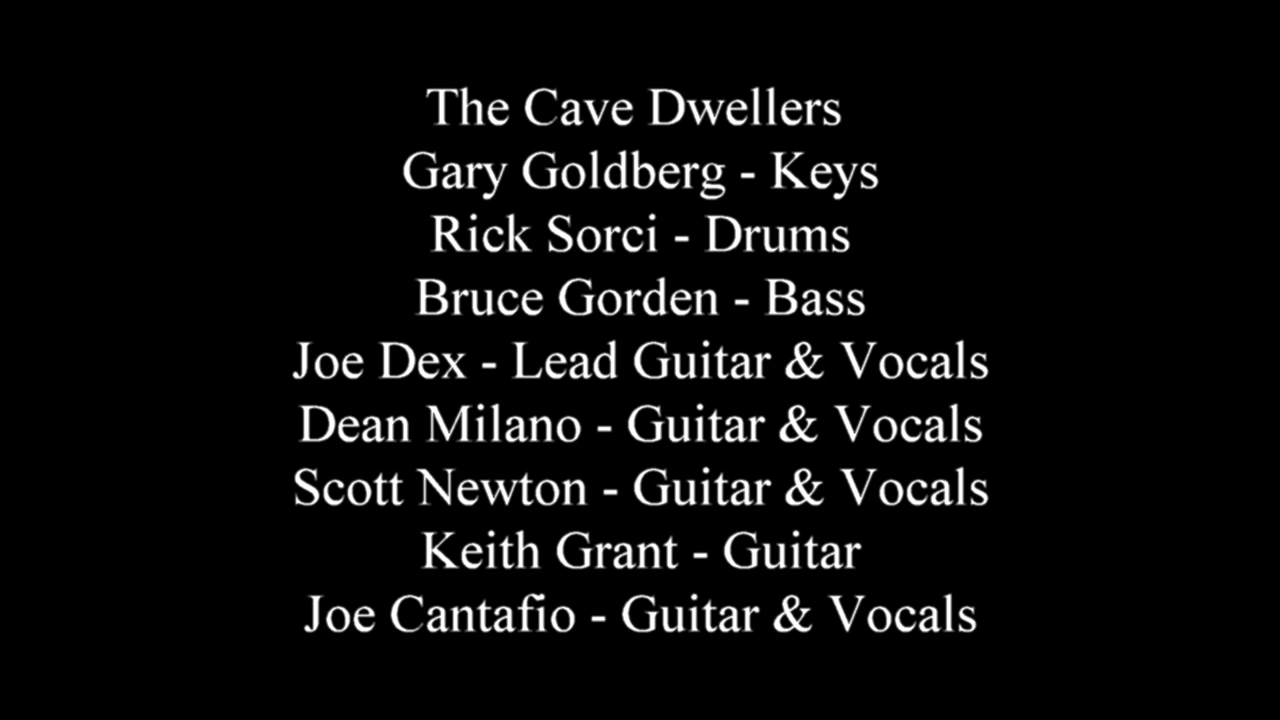 The Cave Dwellers
Gary Goldberg - Keys
Rick Sorci - Drums
Bruce Gorden - Bass
Joe Dex - Lead Guitar & Vocals
Dean Milano - Guitar & Vocals
Scott Newton - Guitar & Vocals
Keith Grant - Guitar
Joe Cantafio - Guitar & Vocals